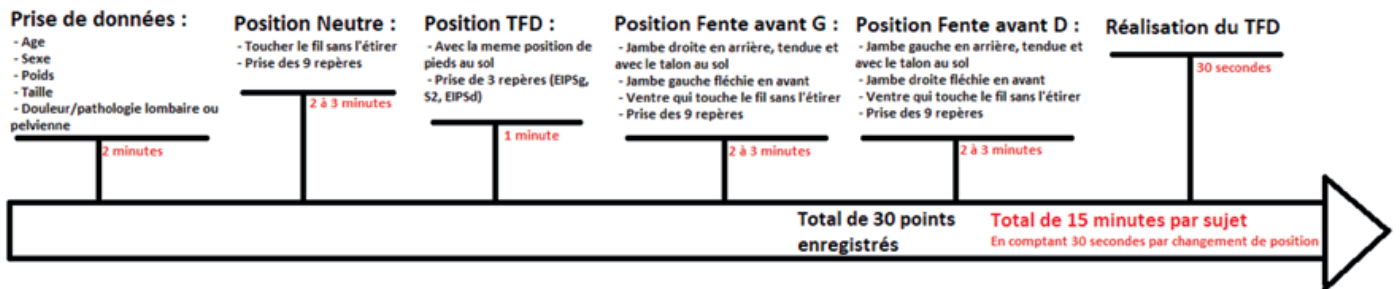 Prise de données :
- Age
- Sexe
- Poids
- Taille
- Douleur/pathologie lombaire ou
pelvienne
2 minutes
Position Neutre :
- Toucher le fil sans l'étirer
- Prise des 9 repères
2 à 3 minutes
Position TFD :
- Avec la meme position de
pieds au sol
- Prise de 3 repères (EIPSg,
S2, EIPSd)
1 minute
Position Fente avant G :
- Jambe droite en arrière, tendue et
avec le talon au sol
- Jambe gauche fléchie en avant
- Ventre qui touche le fil sans l'étirer
- Prise des 9 repères
2 à 3 minutes
Position Fente avant D :
- Jambe gauche en arrière, tendue et
avec le talon au sol
- Jambe droite fléchie en avant
- Ventre qui touche le fil sans l'étirer
- Prise des 9 repères
2 à 3 minutes
Réalisation du TFD
30 secondes
Total de 30 points
enregistrés
Total de 15 minutes par sujet
En comptant 30 secondes par changement de position